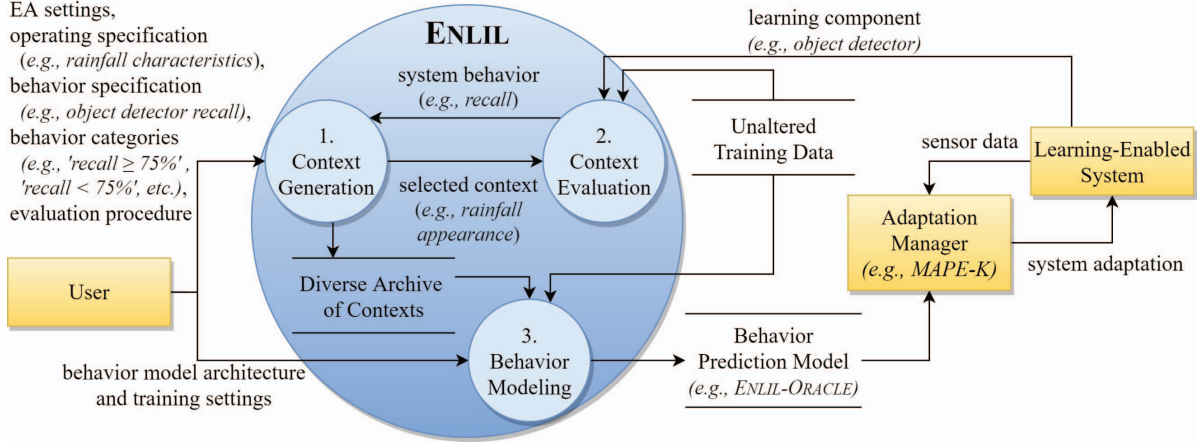 EA settings,
operating specification
(e.g., rainfall characteristics),
behavior specification
(e.g., object detector recall),
behavior categories
(e.g., 'recall ≥ 75%' ,
'recall < 75%', etc.),
evaluation procedure
User
behavior model architecture
and training settings
ENLIL
system behavior
(e.g., recall)
1.
Context
Generation
2.
Context
Evaluation
selected context
(e.g., rainfall
appearance)
Diverse Archive
of Contexts
3.
Behavior
Modeling
learning component
(e.g., object detector)
Unaltered
Training Data
Behavior
Prediction Model
(e.g., ENLIL-ORACLE)
sensor data
Learning-Enabled
System
Adaptation
Manager
(e.g., MAPE-K)
system adaptation